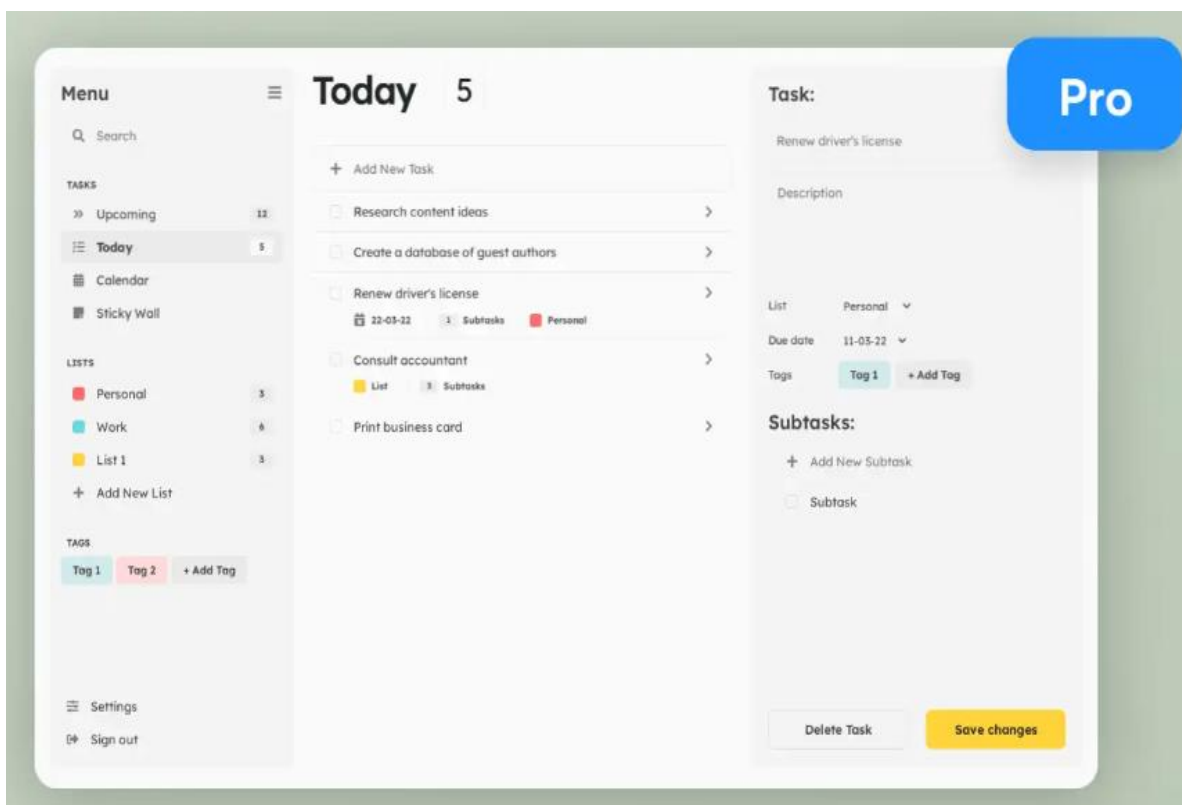 Menu
Search
TASKS
Upcoming 12
Today 5
Calendar
Sticky Wall
LISTS
Personal 3
Work 6
List 1 3
+ Add New List
TAGS
Tag 1 Tag 2 + Add Tag
Settings
Sign out
Today 5
+ Add New Task
Research content ideas
Create a database of guest authors
Renew driver's license
22-03-22 1 Subtasks Personal
Consult accountant
List 3 Subtasks
Print business card
Pro
Task:
Renew driver's license
Description
List Personal
Due date 11-03-22
Tags Tag 1 + Add Tag
Subtasks:
+ Add New Subtask
Subtask
Delete Task Save changes